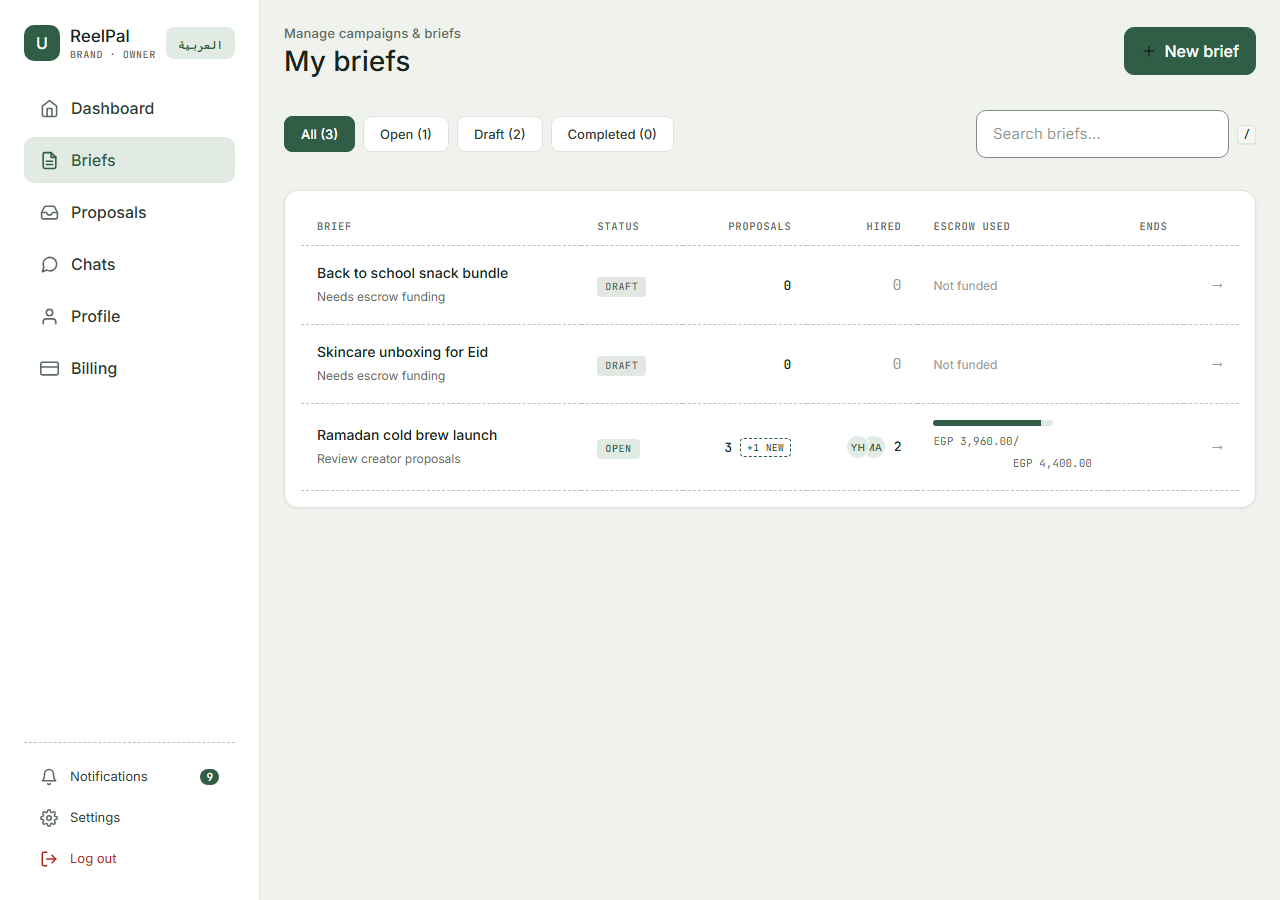 U
ReelPal
BRAND · OWNER
العربية
Dashboard
Briefs
Proposals
Chats
Profile
Billing
Notifications
9
Settings
Log out
Manage campaigns & briefs
My briefs
+ New brief
All (3)
Open (1)
Draft (2)
Completed (0)
Search briefs...
/
BRIEF STATUS PROPOSALS HIRED ESCROW USED ENDS
Back to school snack bundle
Needs escrow funding
DRAFT
0
0
Not funded
→
Skincare unboxing for Eid
Needs escrow funding
DRAFT
0
0
Not funded
→
Ramadan cold brew launch
Review creator proposals
OPEN
3 +1 NEW
YH MA 2
EGP 3,960.00/
EGP 4,400.00
→